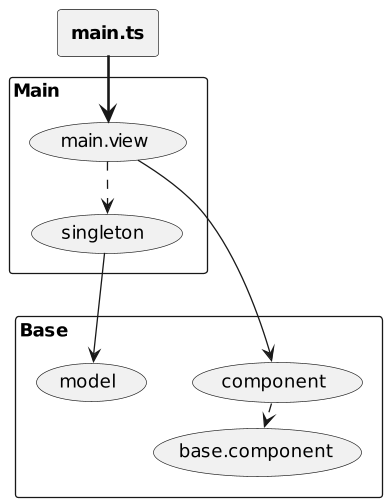 main.ts
Main
main.view
singleton
Base
model
component
base.component